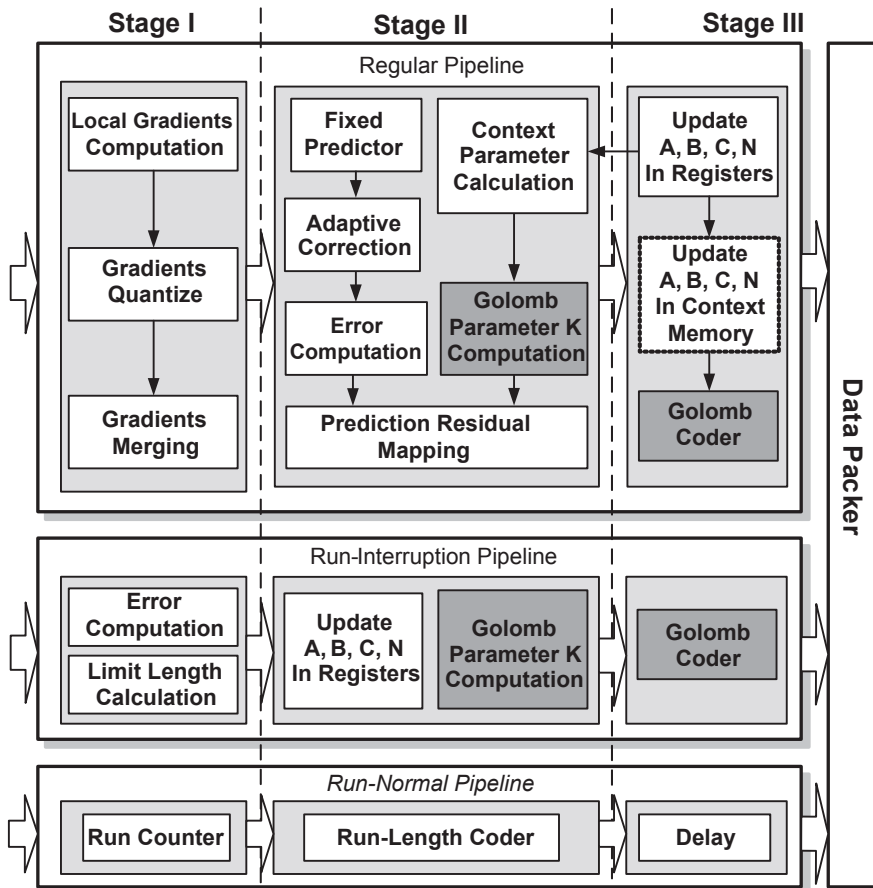 Stage I
Stage II
Stage III
Regular Pipeline
Local Gradients
Computation
Gradients
Quantize
Gradients
Merging
Fixed
Predictor
Adaptive
Correction
Error
Computation
Context
Parameter
Calculation
Golomb
Parameter K
Computation
Prediction Residual
Mapping
Update
A, B, C, N
In Registers
Update
A, B, C, N
In Context
Memory
Golomb
Coder
Run-Interruption Pipeline
Error
Computation
Limit Length
Calculation
Update
A, B, C, N
In Registers
Golomb
Parameter K
Computation
Golomb
Coder
Run-Normal Pipeline
Run Counter
Run-Length Coder
Delay
Data Packer